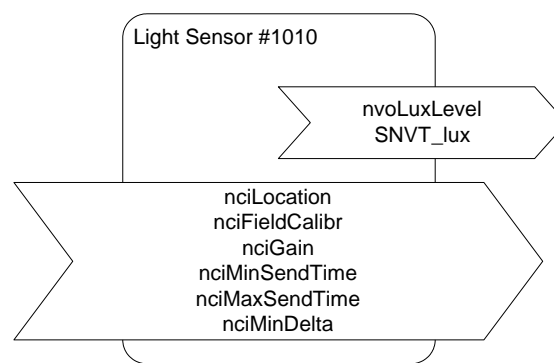 Light Sensor #1010
nvoLuxLevel
SNVT_lux
nciLocation
nciFieldCalibr
nciGain
nciMinSendTime
nciMaxSendTime
nciMinDelta